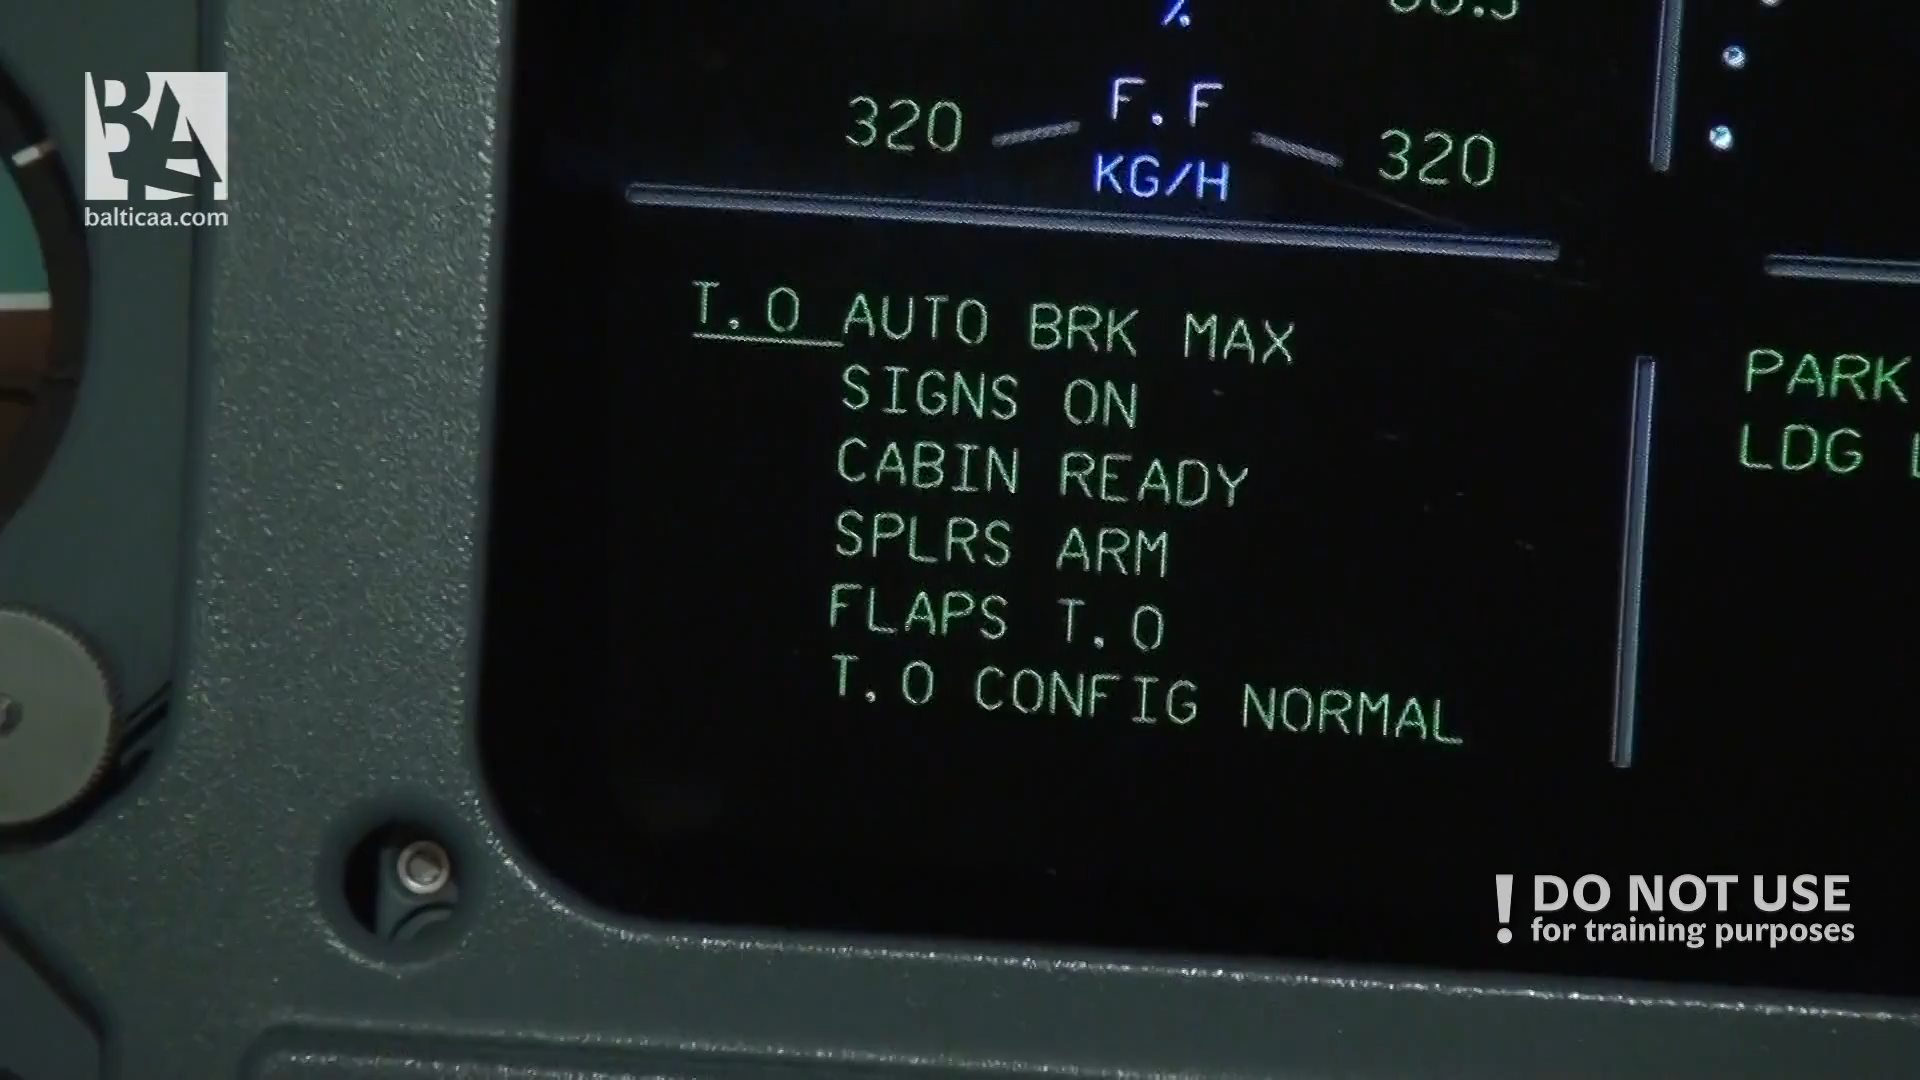 BA
balticaa.com
%
F.F
320 320
KG/H
T.O AUTO BRK MAX
SIGNS ON
CABIN READY
SPLRS ARM
FLAPS T.O
T.O CONFIG NORMAL
PARK
LDG
! DO NOT USE
for training purposes